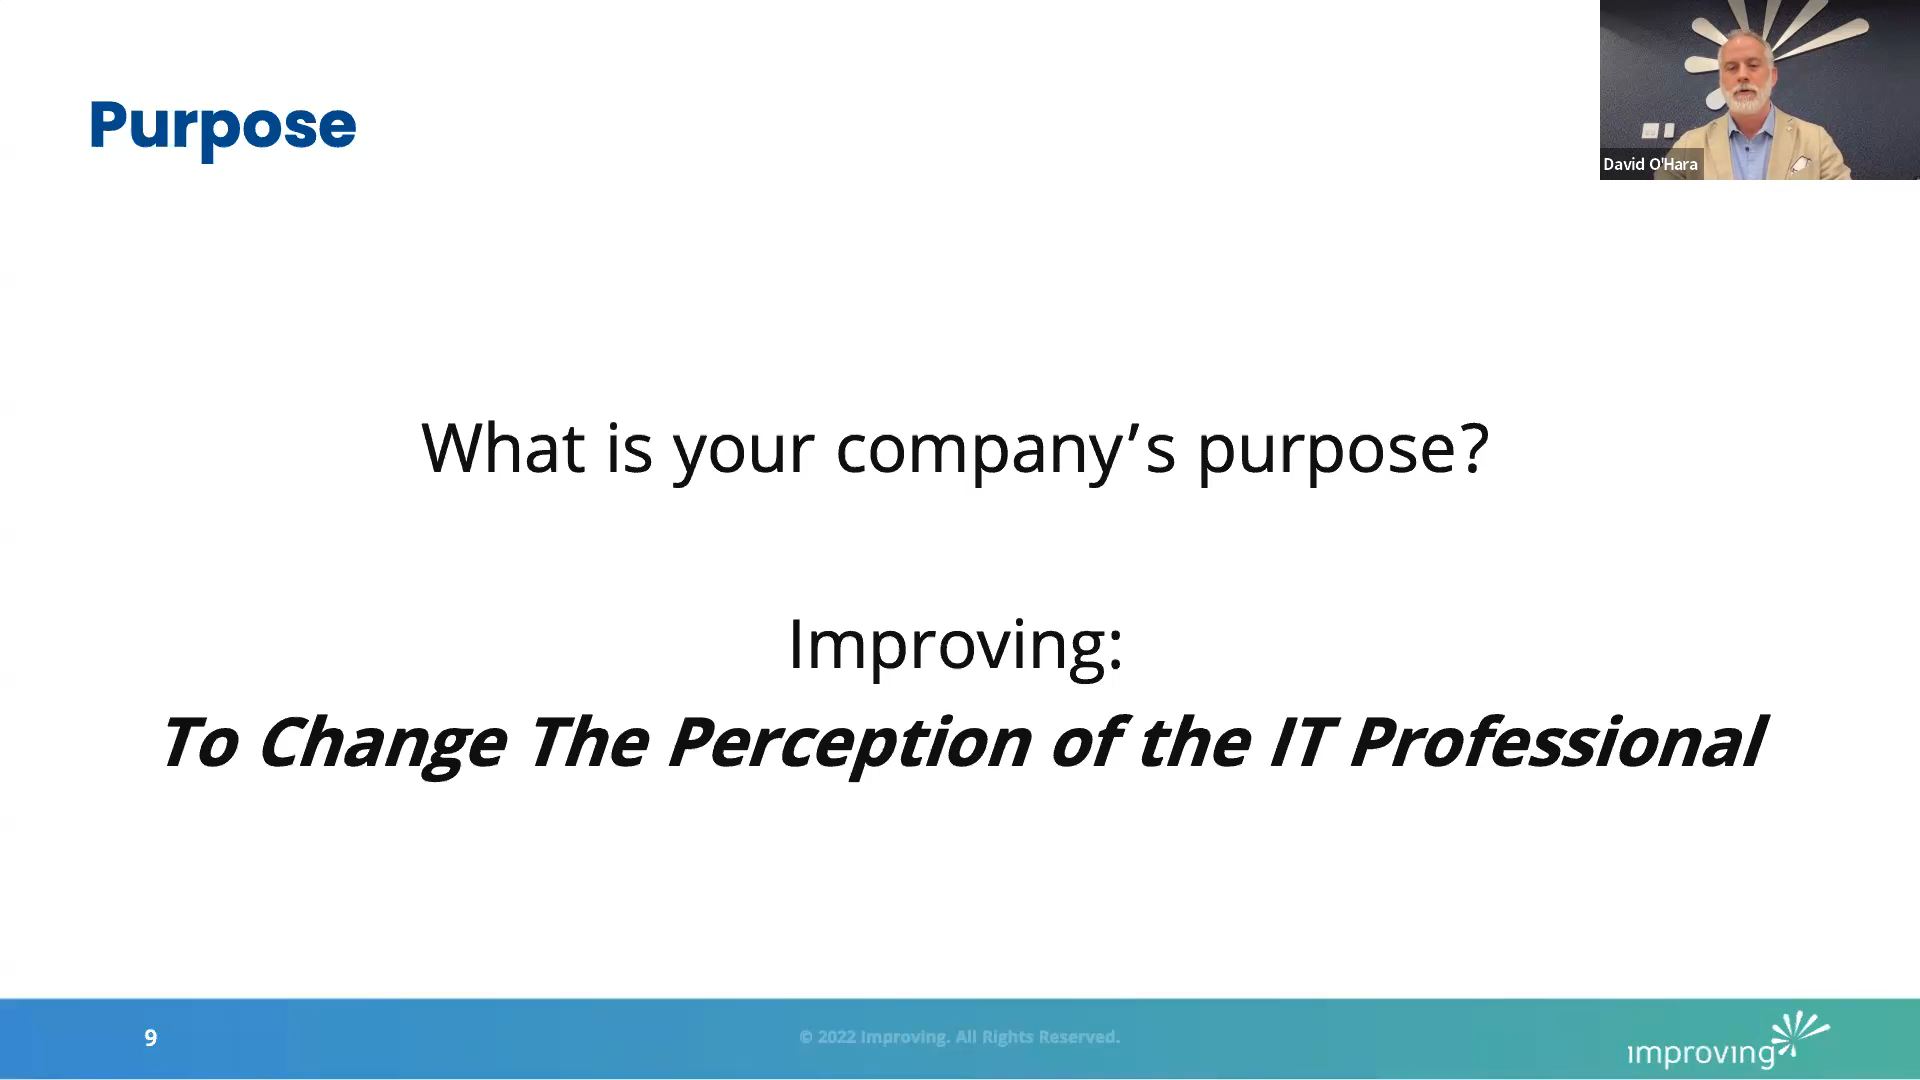 Purpose
David O'Hara
What is your company’s purpose?
Improving:
To Change The Perception of the IT Professional
9
© 2022 Improving. All Rights Reserved.
improving